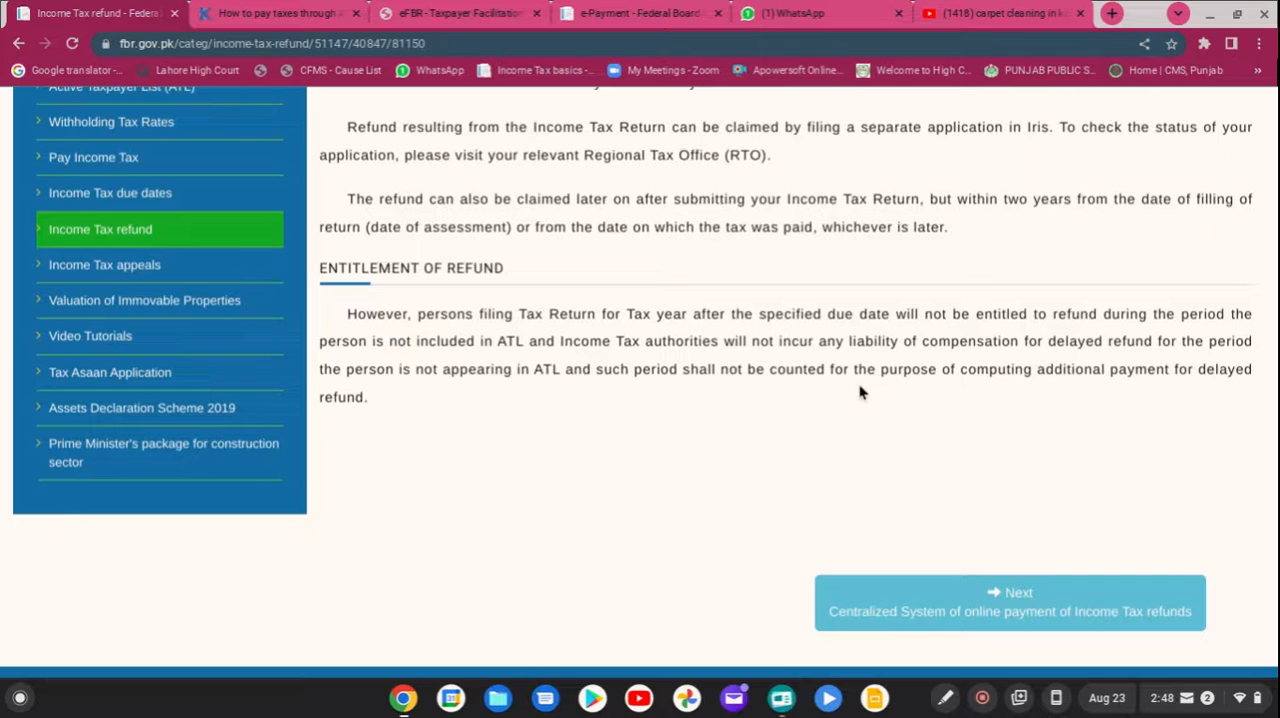 Income Tax refund - Federa
How to pay taxes through
eFBR - Taxpayer Facilitation
e-Payment - Federal Board
(1) WhatsApp
(1418) carpet cleaning in k
fbr.gov.pk/categ/income-tax-refund/51147/40847/81150
Google translator -...
Lahore High Court
CFMS - Cause List
WhatsApp
Income Tax basics -...
My Meetings - Zoom
Apowersoft Online...
Welcome to High C...
PUNJAB PUBLIC S...
Home | CMS, Punjab
»
Active Taxpayer List (ATL)
Withholding Tax Rates
Pay Income Tax
Income Tax due dates
Income Tax refund
Income Tax appeals
Valuation of Immovable Properties
Video Tutorials
Tax Asaan Application
Assets Declaration Scheme 2019
Prime Minister's package for construction
sector
Refund resulting from the Income Tax Return can be claimed by filing a separate application in Iris. To check the status of your
application, please visit your relevant Regional Tax Office (RTO).
The refund can also be claimed later on after submitting your Income Tax Return, but within two years from the date of filling of
return (date of assessment) or from the date on which the tax was paid, whichever is later.
ENTITLEMENT OF REFUND
However, persons filing Tax Return for Tax year after the specified due date will not be entitled to refund during the period the
person is not included in ATL and Income Tax authorities will not incur any liability of compensation for delayed refund for the period
the person is not appearing in ATL and such period shall not be counted for the purpose of computing additional payment for delayed
refund.
Next
Centralized System of online payment of Income Tax refunds
Aug 23
2:48
2